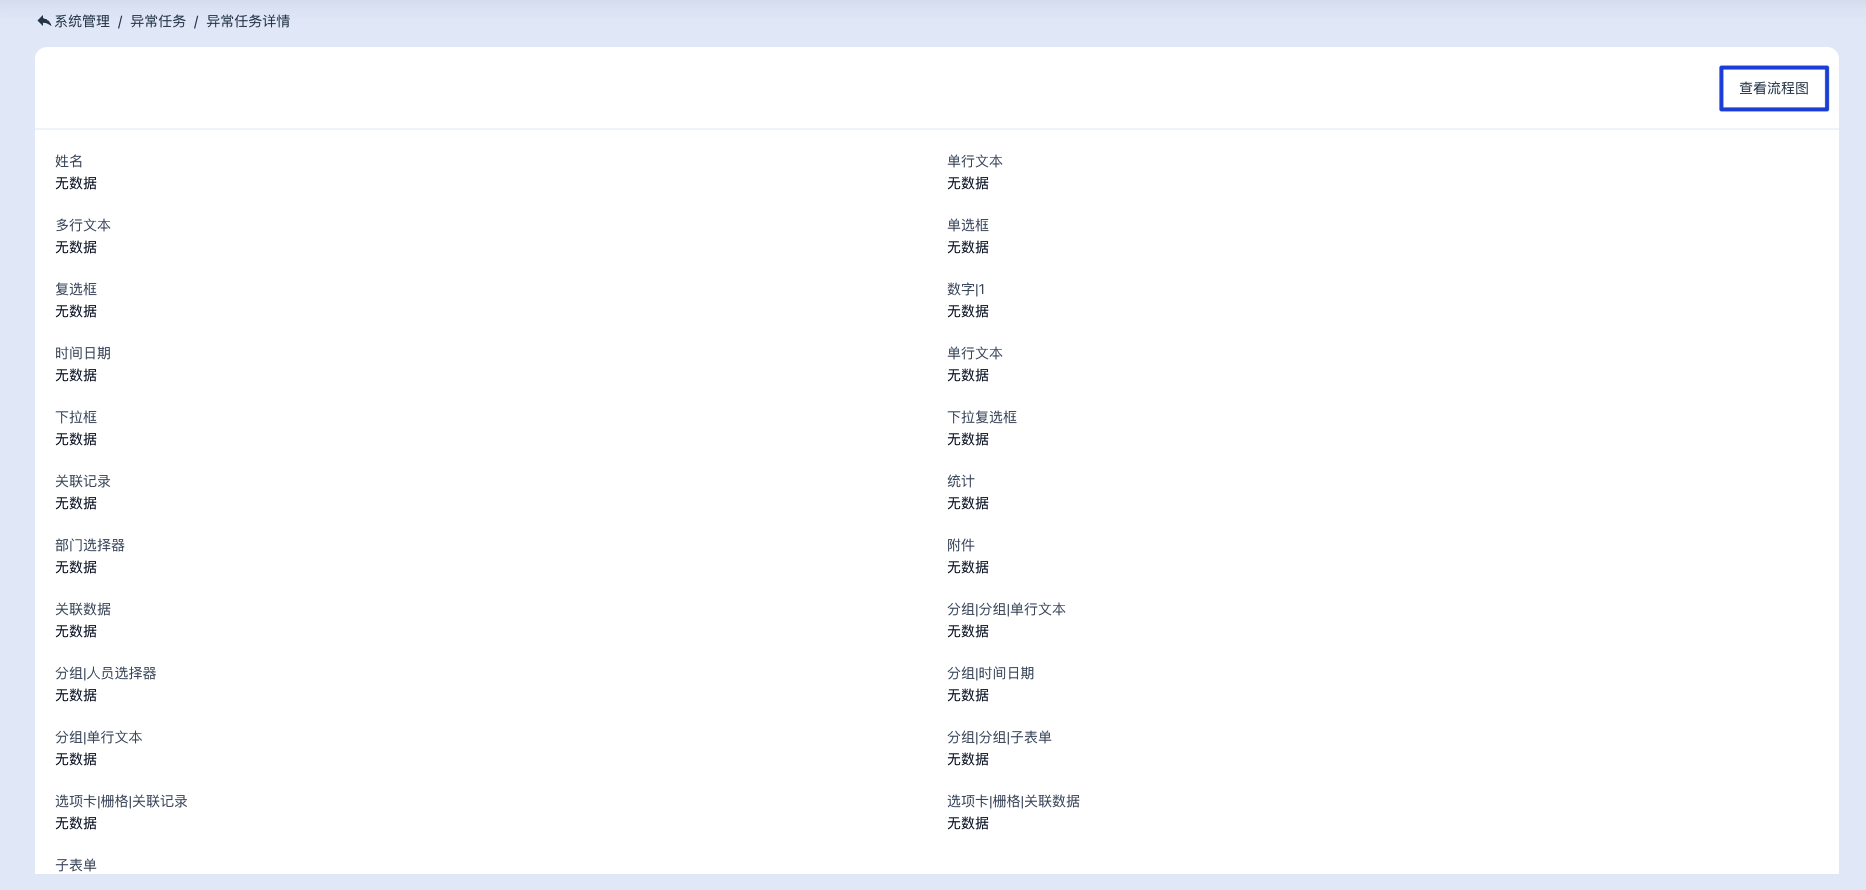 系统管理 / 异常任务 / 异常任务详情
查看流程图
姓名
无数据
单行文本
无数据
多行文本
无数据
单选框
无数据
复选框
无数据
数字|1
无数据
时间日期
无数据
单行文本
无数据
下拉框
无数据
下拉复选框
无数据
关联记录
无数据
统计
无数据
部门选择器
无数据
附件
无数据
关联数据
无数据
分组|分组|单行文本
无数据
分组|人员选择器
无数据
分组|时间日期
无数据
分组|单行文本
无数据
分组|分组|子表单
无数据
选项卡|栅格|关联记录
无数据
选项卡|栅格|关联数据
无数据
子表单